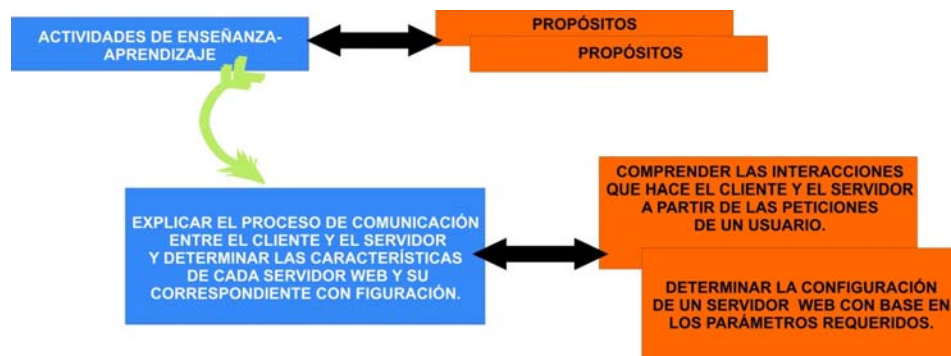 ACTIVIDADES DE ENSEÑANZA-
APRENDIZAJE
PROPÓSITOS
PROPÓSITOS
EXPLICAR EL PROCESO DE COMUNICACIÓN
ENTRE EL CLIENTE Y EL SERVIDOR
Y DETERMINAR LAS CARACTERÍSTICAS
DE CADA SERVIDOR WEB Y SU
CORRESPONDIENTE CON FIGURACIÓN.
COMPRENDER LAS INTERACCIONES
QUE HACE EL CLIENTE Y EL SERVIDOR
A PARTIR DE LAS PETICIONES
DE UN USUARIO.
DETERMINAR LA CONFIGURACIÓN
DE UN SERVIDOR WEB CON BASE EN
LOS PARÁMETROS REQUERIDOS.